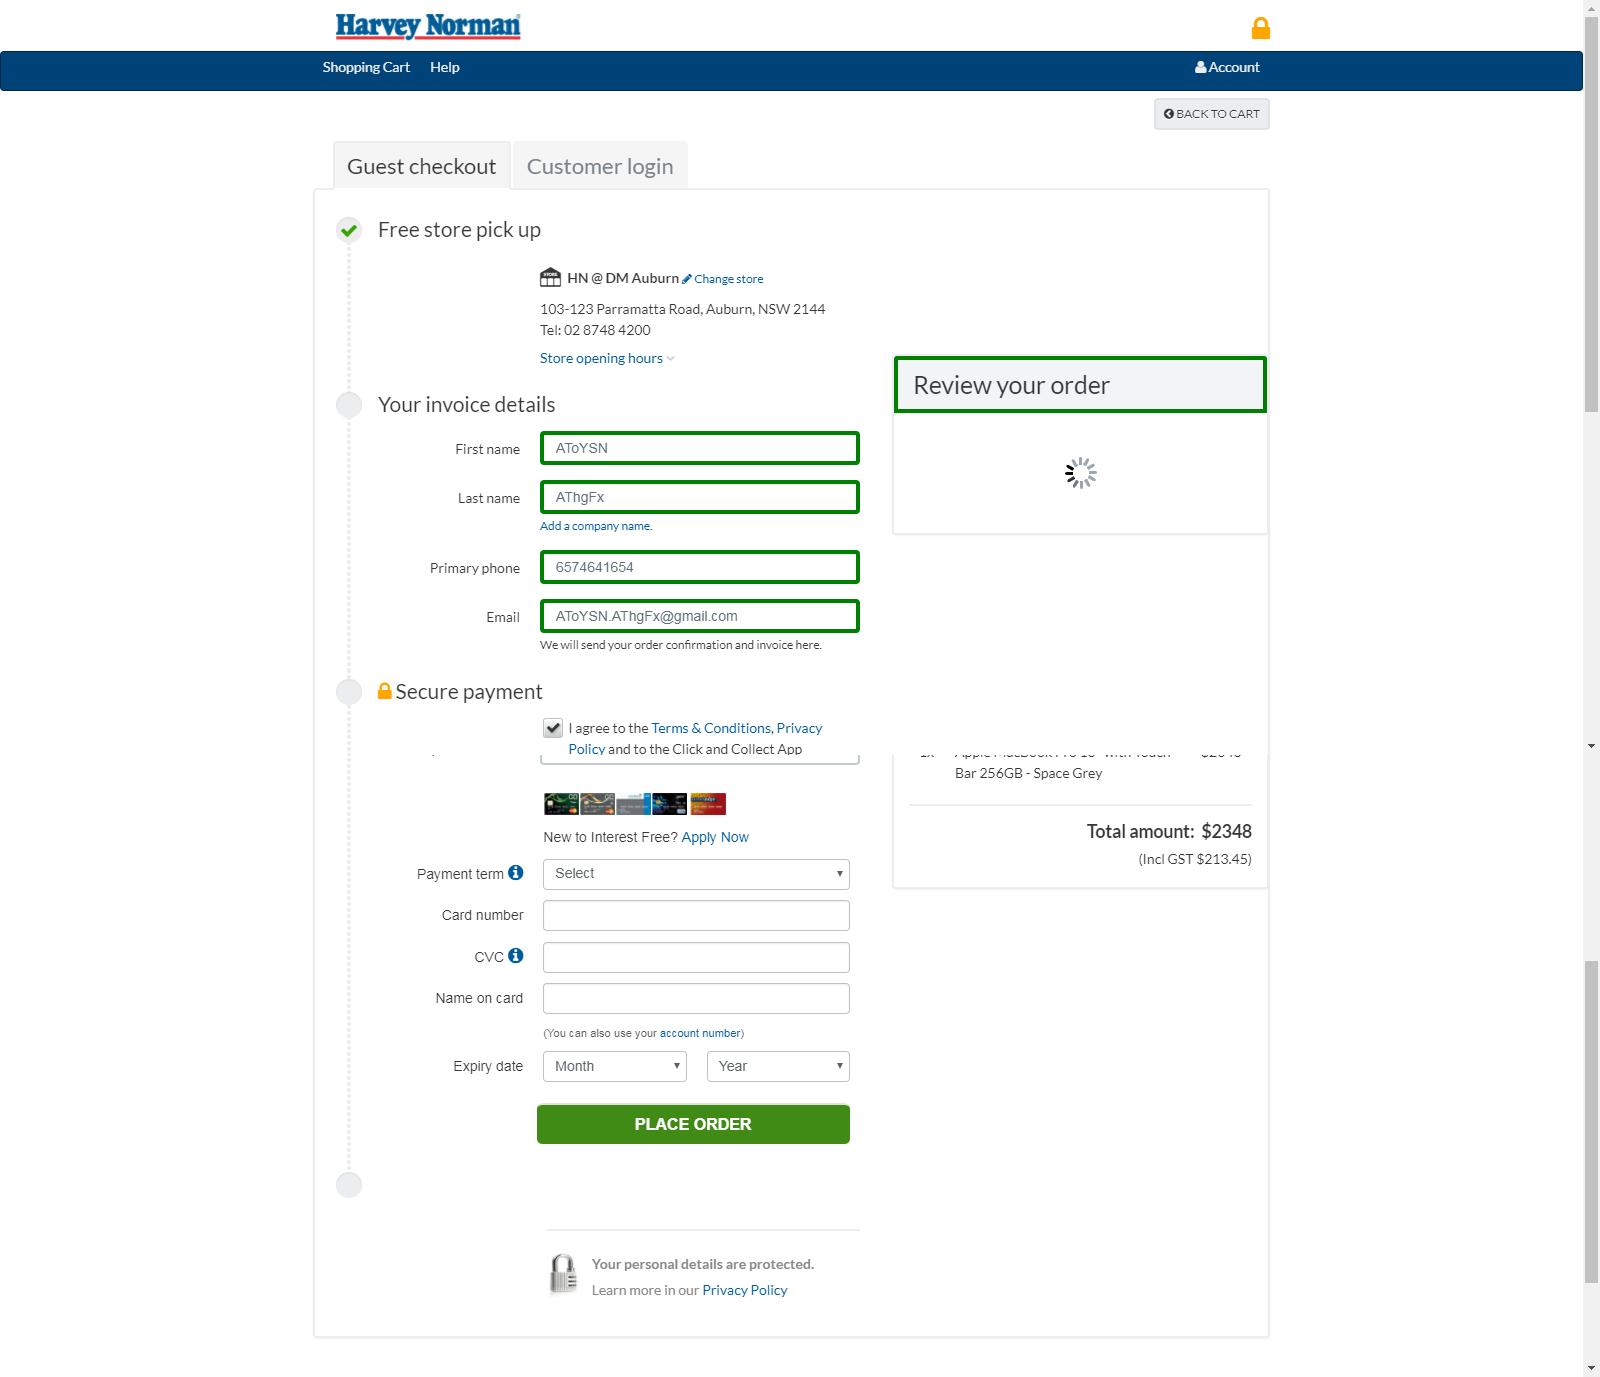 Harvey Norman
Shopping Cart Help Account
BACK TO CART
Guest checkout Customer login
Free store pick up
STORE HN @ DM Auburn Change store
103-123 Parramatta Road, Auburn, NSW 2144
Tel: 02 8748 4200
Store opening hours
Your invoice details
First name AToYSN
Last name AThgFx
Add a company name.
Primary phone 6574641654
Email AToYSN.AThgFx@gmail.com
We will send your order confirmation and invoice here.
Review your order
Secure payment
I agree to the Terms & Conditions, Privacy
Policy and to the Click and Collect App
Bar 256GB - Space Grey
Total amount: $2348
(Incl GST $213.45)
New to Interest Free? Apply Now
Payment term Select
Card number
CVC
Name on card
(You can also use your account number)
Expiry date Month Year
PLACE ORDER
Your personal details are protected.
Learn more in our Privacy Policy